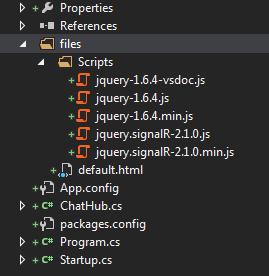 Properties
References
files
Scripts
jquery-1.6.4-vsdoc.js
jquery-1.6.4.js
jquery-1.6.4.min.js
jquery.signalR-2.1.0.js
jquery.signalR-2.1.0.min.js
default.html
App.config
C# ChatHub.cs
packages.config
C# Program.cs
C# Startup.cs